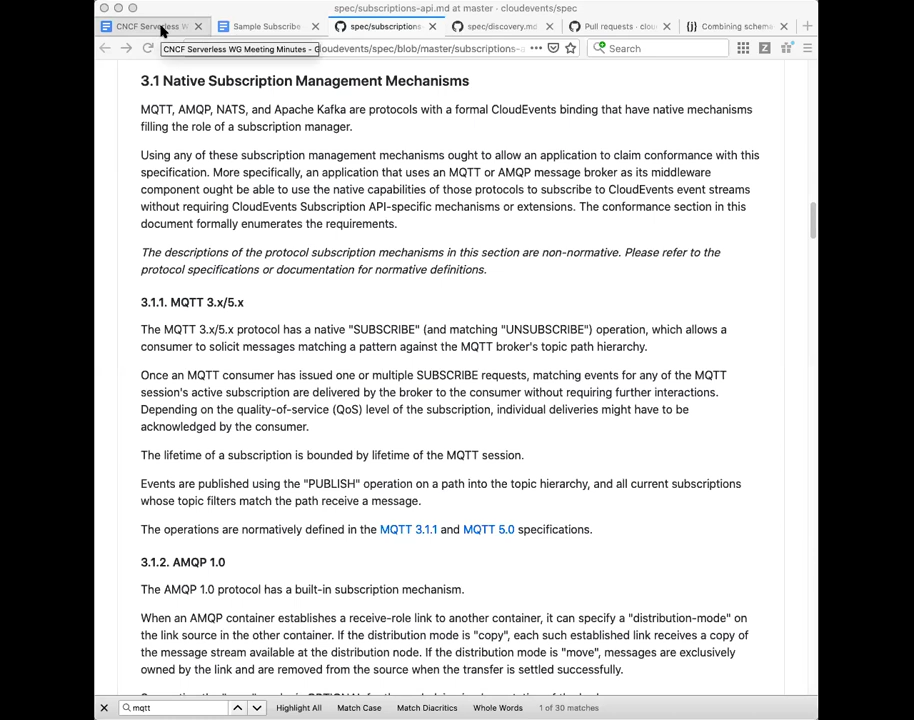 spec/subscriptions-api.md at master · cloudevents/spec
CNCF Serverless W
Sample Subscribe
spec/subscriptions
spec/discovery.md
Pull requests · clou
Combining schema
CNCF Serverless WG Meeting Minutes - G
loudevents/spec/blob/master/subscriptions-a
Search
3.1 Native Subscription Management Mechanisms
MQTT, AMQP, NATS, and Apache Kafka are protocols with a formal CloudEvents binding that have native mechanisms
filling the role of a subscription manager.
Using any of these subscription management mechanisms ought to allow an application to claim conformance with this
specification. More specifically, an application that uses an MQTT or AMQP message broker as its middleware
component ought be able to use the native capabilities of those protocols to subscribe to CloudEvents event streams
without requiring CloudEvents Subscription API-specific mechanisms or extensions. The conformance section in this
document formally enumerates the requirements.
The descriptions of the protocol subscription mechanisms in this section are non-normative. Please refer to the
protocol specifications or documentation for normative definitions.
3.1.1. MQTT 3.x/5.x
The MQTT 3.x/5.x protocol has a native "SUBSCRIBE" (and matching "UNSUBSCRIBE") operation, which allows a
consumer to solicit messages matching a pattern against the MQTT broker's topic path hierarchy.
Once an MQTT consumer has issued one or multiple SUBSCRIBE requests, matching events for any of the MQTT
session's active subscription are delivered by the broker to the consumer without requiring further interactions.
Depending on the quality-of-service (QoS) level of the subscription, individual deliveries might have to be
acknowledged by the consumer.
The lifetime of a subscription is bounded by lifetime of the MQTT session.
Events are published using the "PUBLISH" operation on a path into the topic hierarchy, and all current subscriptions
whose topic filters match the path receive a message.
The operations are normatively defined in the MQTT 3.1.1 and MQTT 5.0 specifications.
3.1.2. AMQP 1.0
The AMQP 1.0 protocol has a built-in subscription mechanism.
When an AMQP container establishes a receive-role link to another container, it can specify a "distribution-mode" on
the link source in the other container. If the distribution mode is "copy", each such established link receives a copy of
the message stream available at the distribution node. If the distribution mode is "move", messages are exclusively
owned by the link and are removed from the source when the transfer is settled successfully.
mqtt
Highlight All
Match Case
Match Diacritics
Whole Words
1 of 30 matches